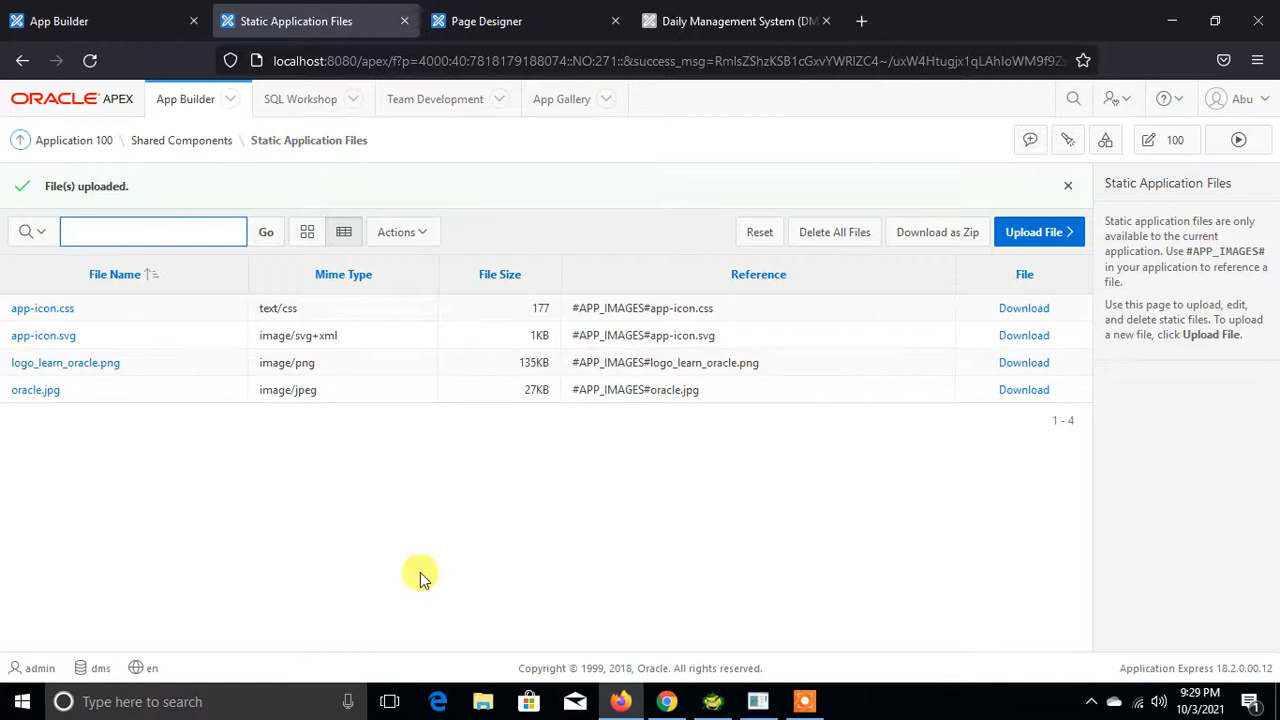 App Builder
Static Application Files
Page Designer
Daily Management System (DM
localhost:8080/apex/f?p=4000:40:7818179188074::NO:271::&success_msg=
ORACLE APEX
App Builder
SQL Workshop
Team Development
App Gallery
Abu
Application 100 \ Shared Components \ Static Application Files
100
File(s) uploaded.
Go
Actions
Reset
Delete All Files
Download as Zip
Upload File
File Name Mime Type File Size Reference File
app-icon.css text/css 177 #APP_IMAGES#app-icon.css Download
app-icon.svg image/svg+xml 1KB #APP_IMAGES#app-icon.svg Download
logo_learn_oracle.png image/png 135KB #APP_IMAGES#logo_learn_oracle.png Download
oracle.jpg image/jpeg 27KB #APP_IMAGES#oracle.jpg Download
1 - 4
Static Application Files
Static application files are only
available to the current
application. Use #APP_IMAGES#
in your application to reference a
file.
Use this page to upload, edit,
and delete static files. To upload
a new file, click Upload File.
admin
dms
en
Copyright © 1999, 2018, Oracle. All rights reserved.
Application Express 18.2.0.00.12
Type here to search
9:29 PM
10/3/2021
1